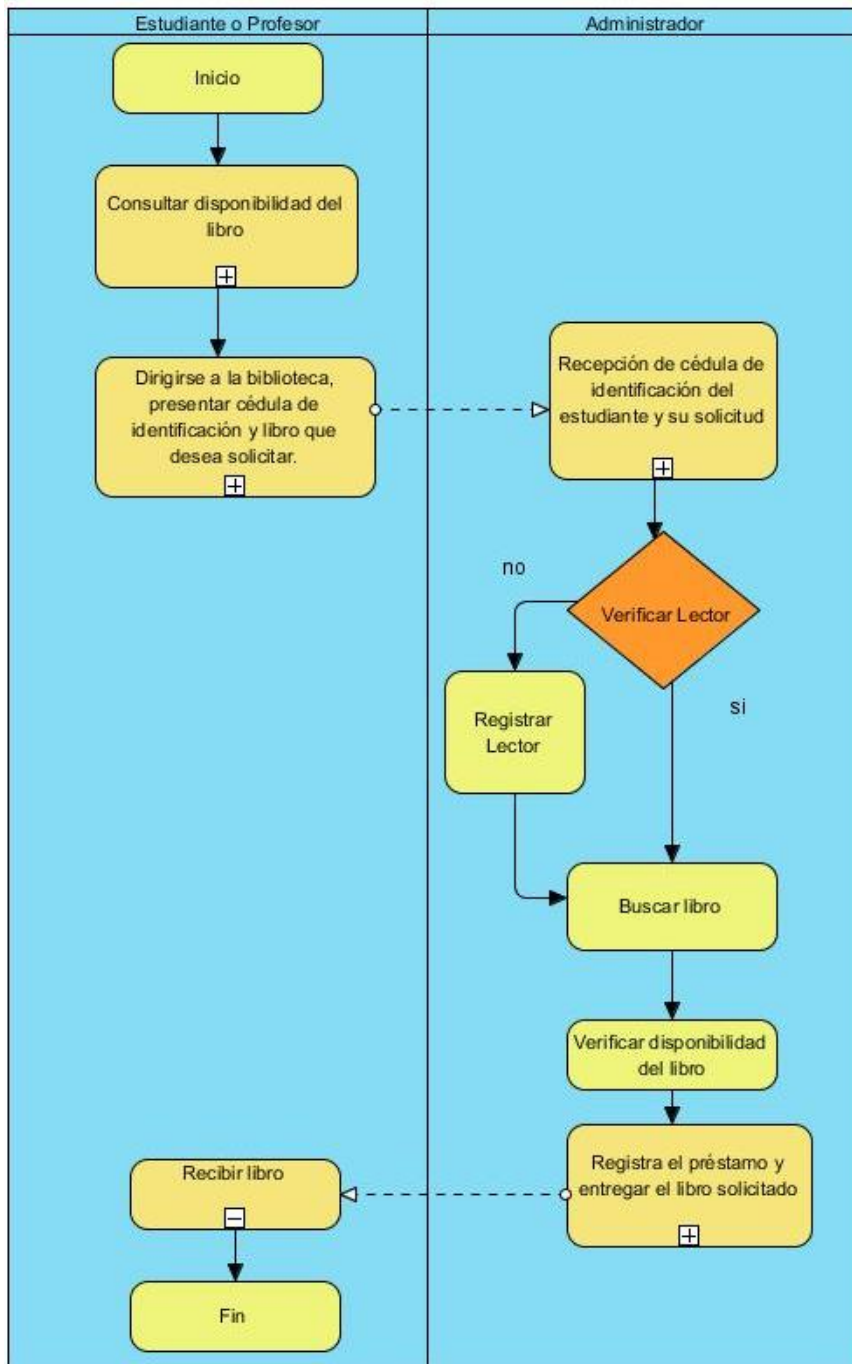 Estudiante o Profesor
Administrador
Inicio
Consultar disponibilidad del
libro
Dirigirse a la biblioteca,
presentar cédula de
identificación y libro que
desea solicitar.
Recepción de cédula de
identificación del
estudiante y su solicitud
no
Verificar Lector
si
Registrar
Lector
Buscar libro
Verificar disponibilidad
del libro
Registra el préstamo y
entregar el libro solicitado
Recibir libro
Fin